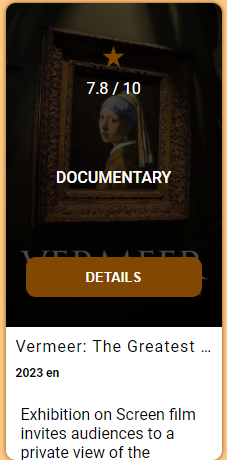 7.8 / 10
DOCUMENTARY
VERMEER
DETAILS
Vermeer: The Greatest ...
2023 en
Exhibition on Screen film
invites audiences to a
private view of the